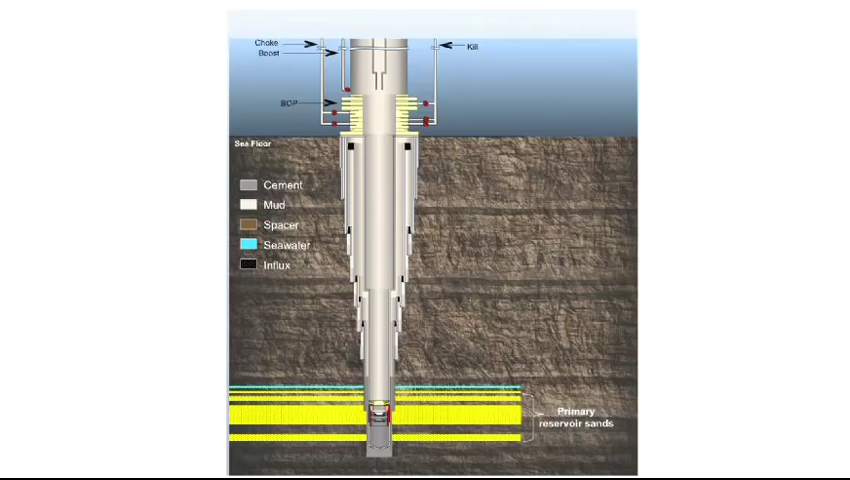 Choke
Boost
Kill
BOP
Sea Floor
Cement
Mud
Spacer
Seawater
Influx
Primary
reservoir sands